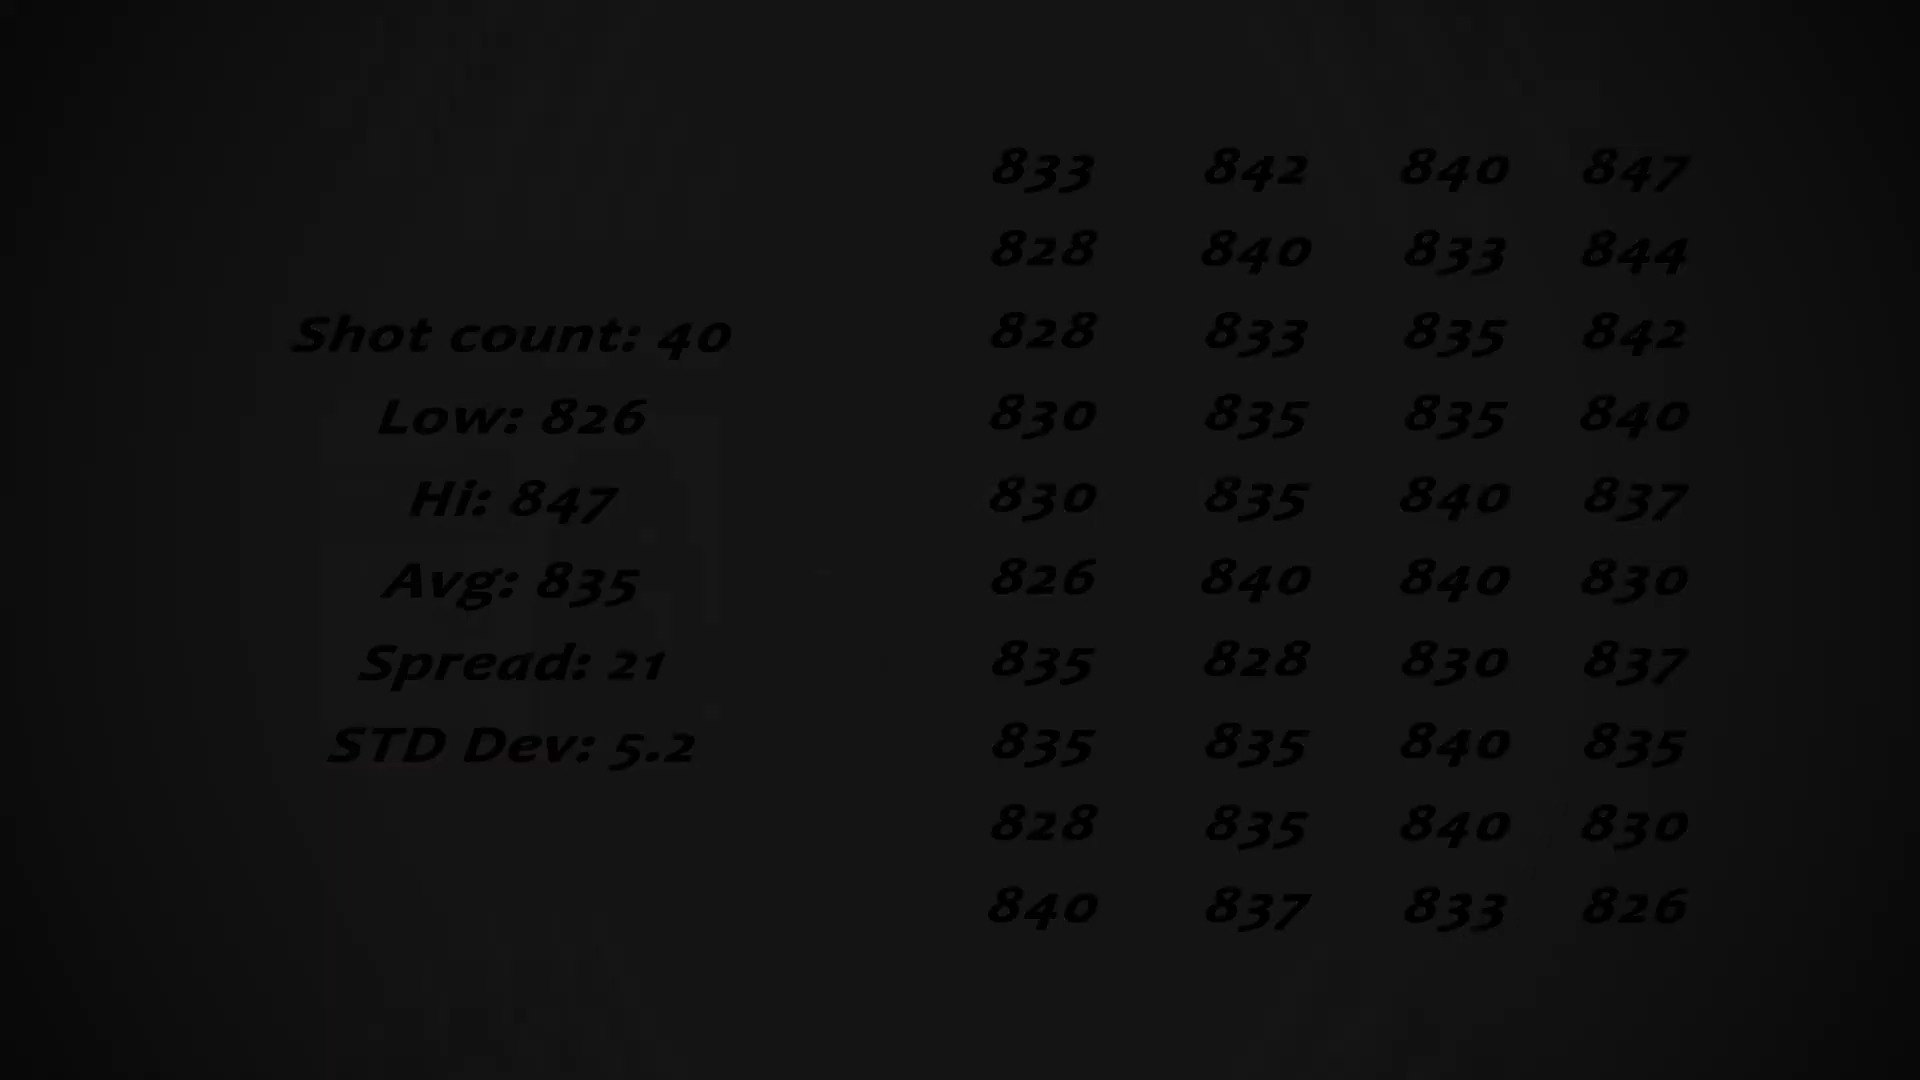 Shot count: 40
Low: 826
Hi: 847
Avg: 835
Spread: 21
STD Dev: 5.2
833 842 840 847
828 840 833 844
828 833 835 842
830 835 835 840
830 835 840 837
826 840 840 830
835 828 830 837
835 835 840 835
828 835 840 830
840 837 833 826